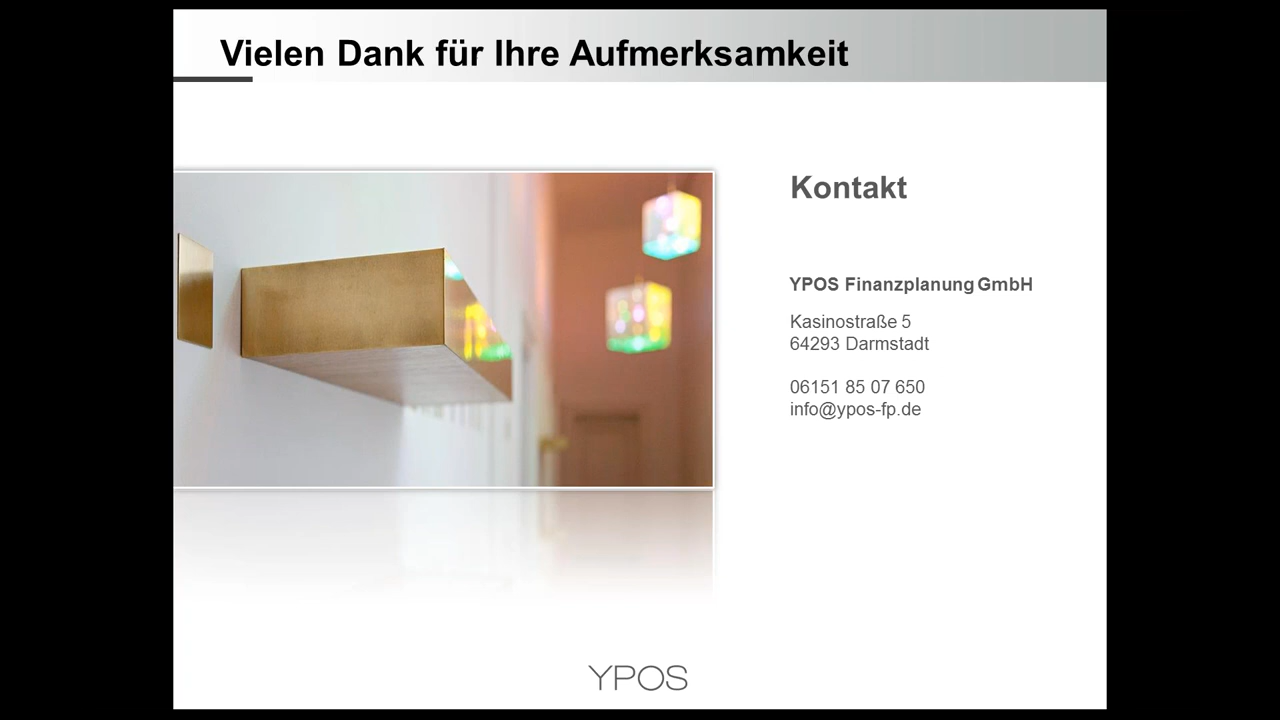 Vielen Dank für Ihre Aufmerksamkeit
Kontakt
YPOS Finanzplanung GmbH
Kasinostraße 5
64293 Darmstadt
06151 85 07 650
info@ypos-fp.de
YPOS